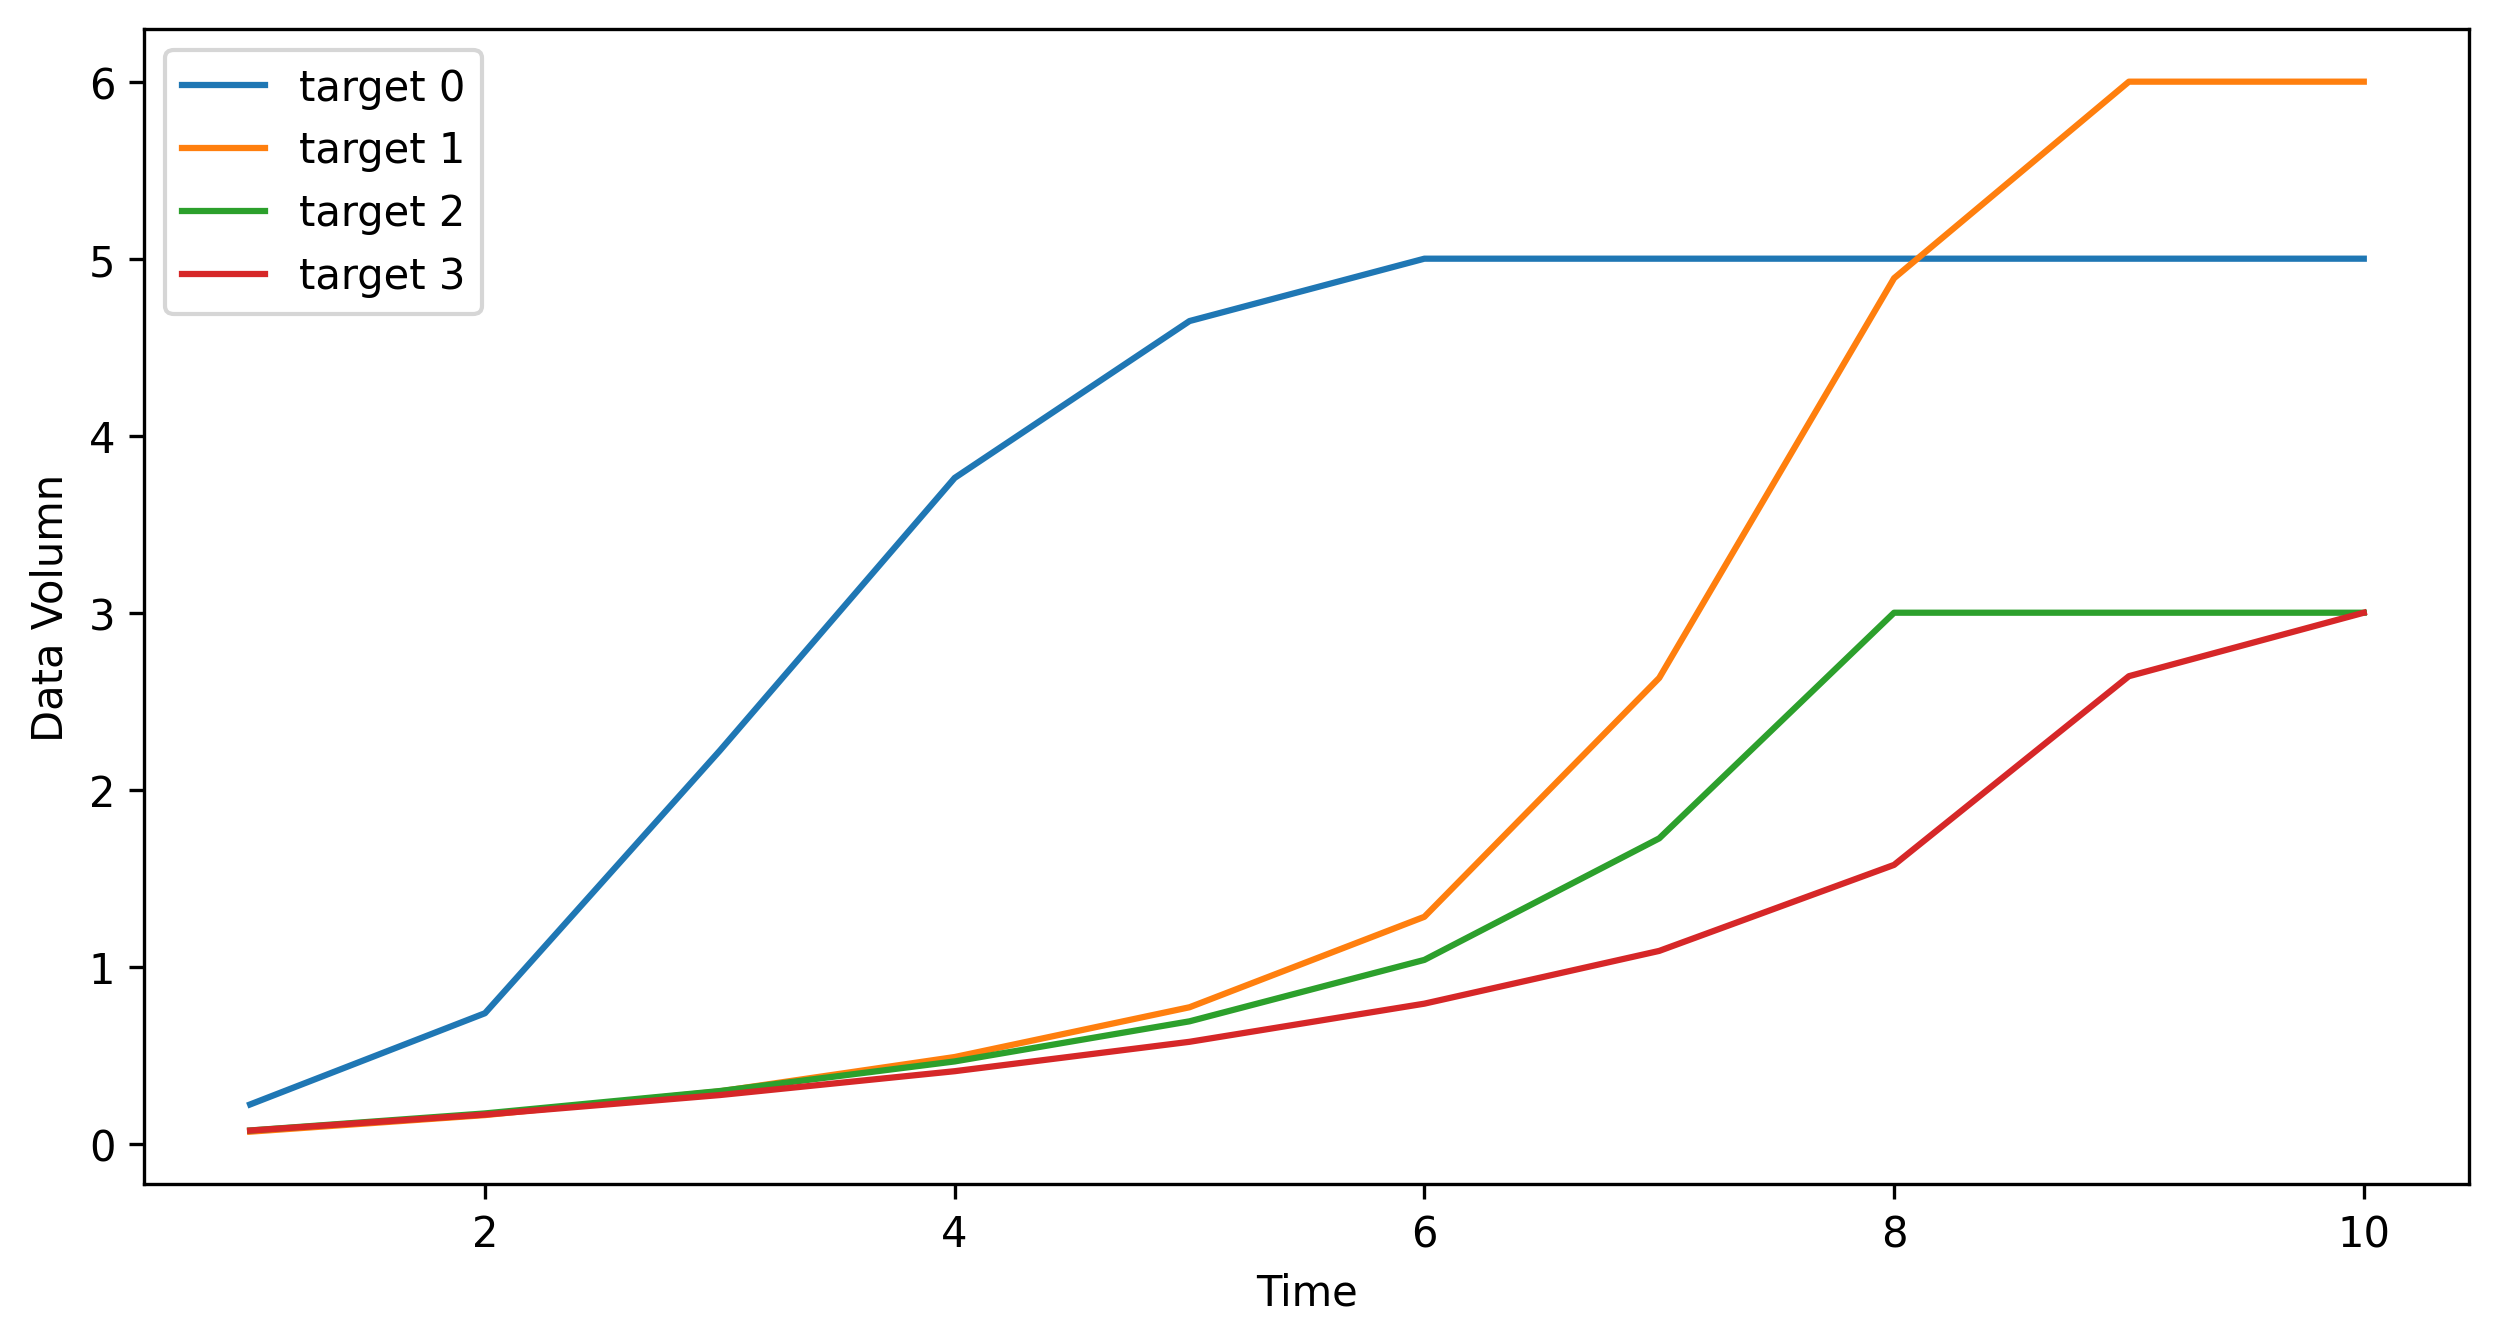 target 0
target 1
target 2
target 3
6
5
4
3
2
1
0
Data Volumn
2 4 6 8 10
Time